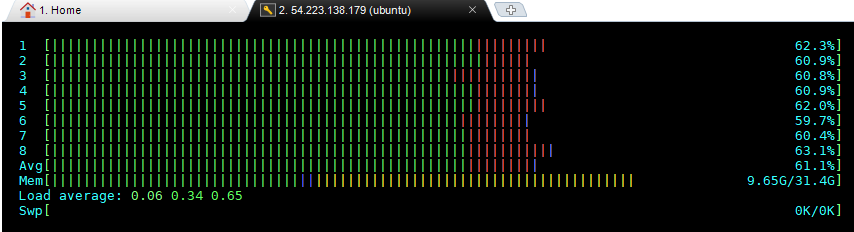 1. Home
2. 54.223.138.179 (ubuntu)
1 [ 62.3%]
2 [ 60.9%]
3 [ 60.8%]
4 [ 60.9%]
5 [ 62.0%]
6 [ 59.7%]
7 [ 60.4%]
8 [ 63.1%]
Avg[ 61.1%]
Mem[ 9.65G/31.4G]
Load average: 0.06 0.34 0.65
Swp[ 0K/0K]